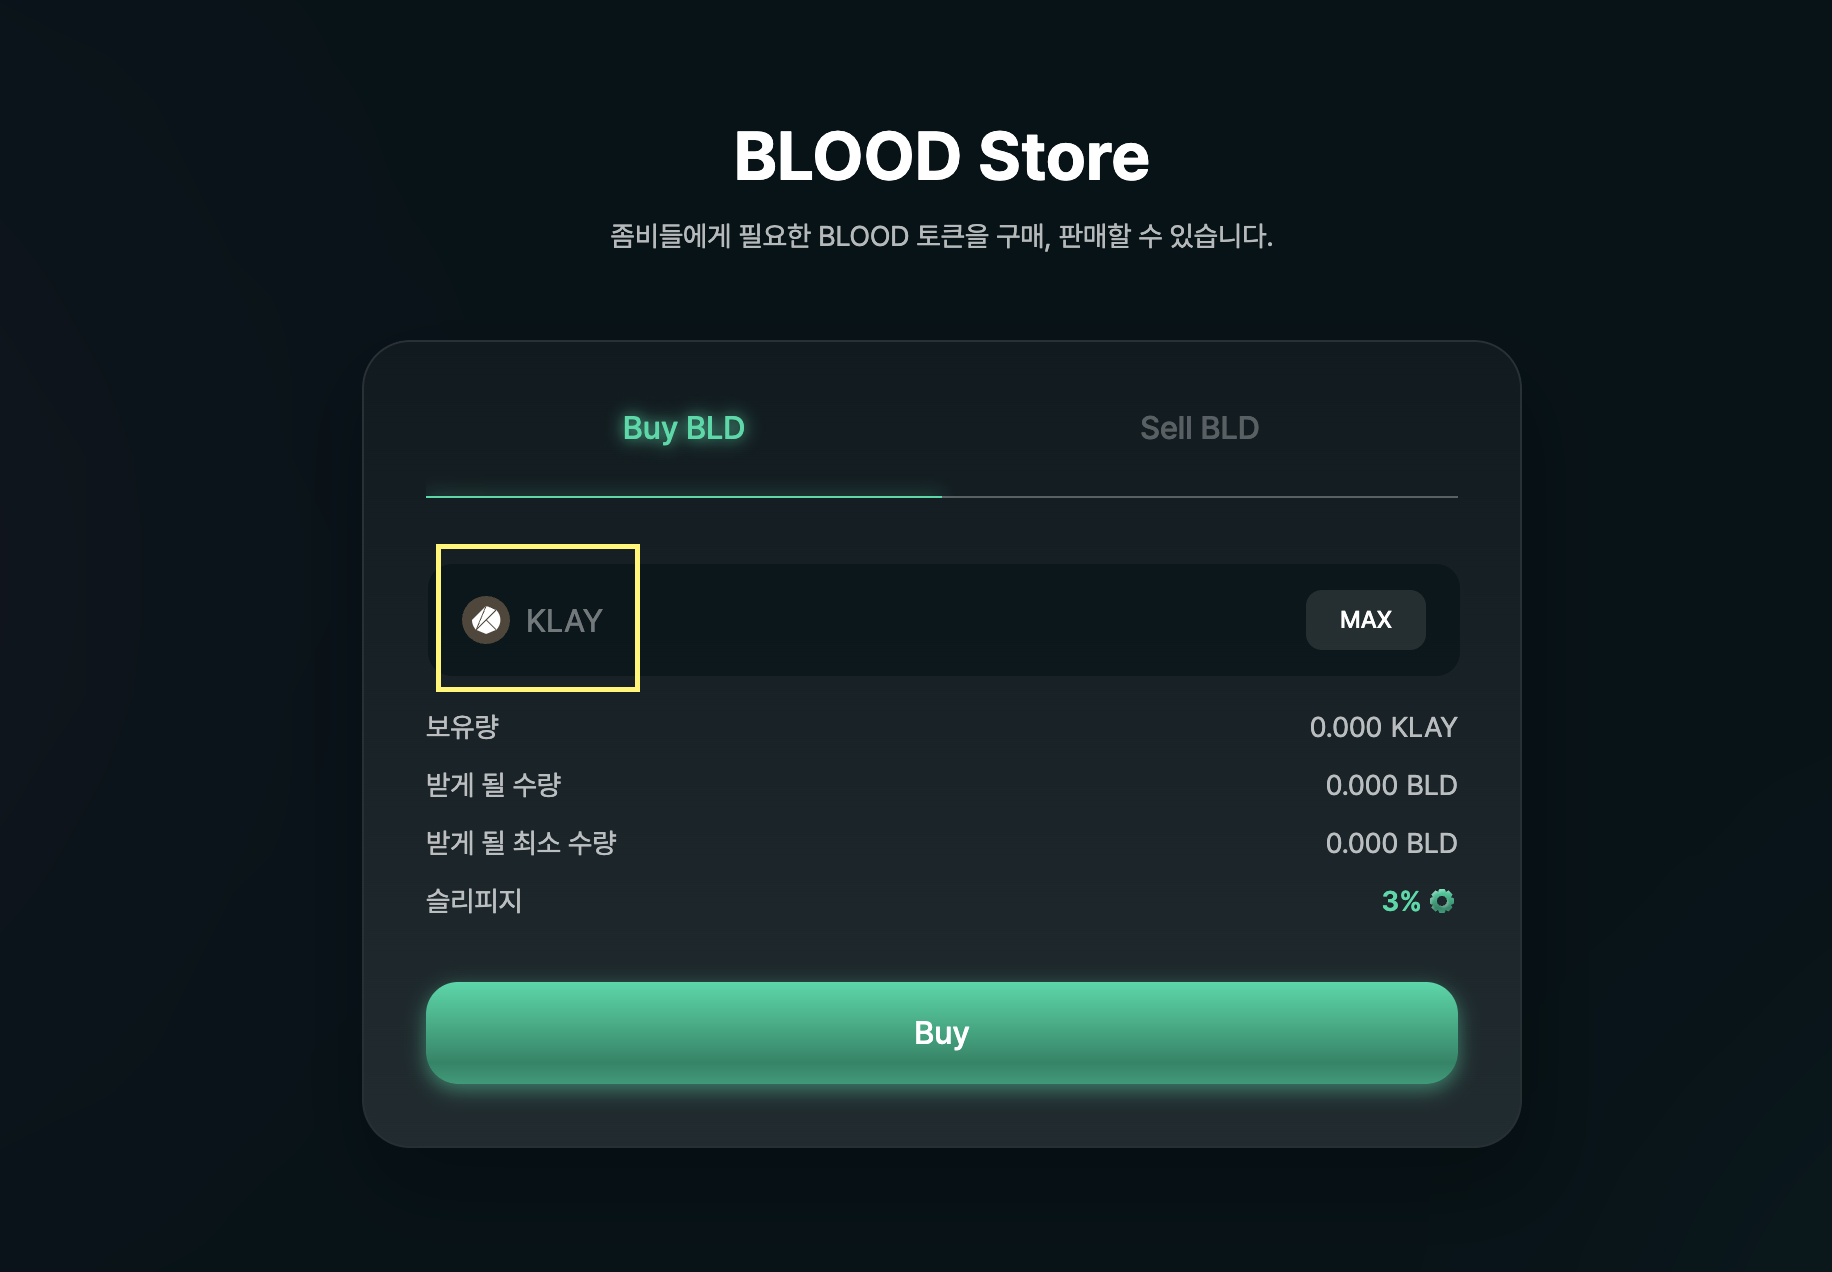 BLOOD Store
좀비들에게 필요한 BLOOD 토큰을 구매, 판매할 수 있습니다.
Buy BLD
Sell BLD
KLAY
MAX
보유량
0.000 KLAY
받게 될 수량
0.000 BLD
받게 될 최소 수량
0.000 BLD
슬리피지
3%
Buy